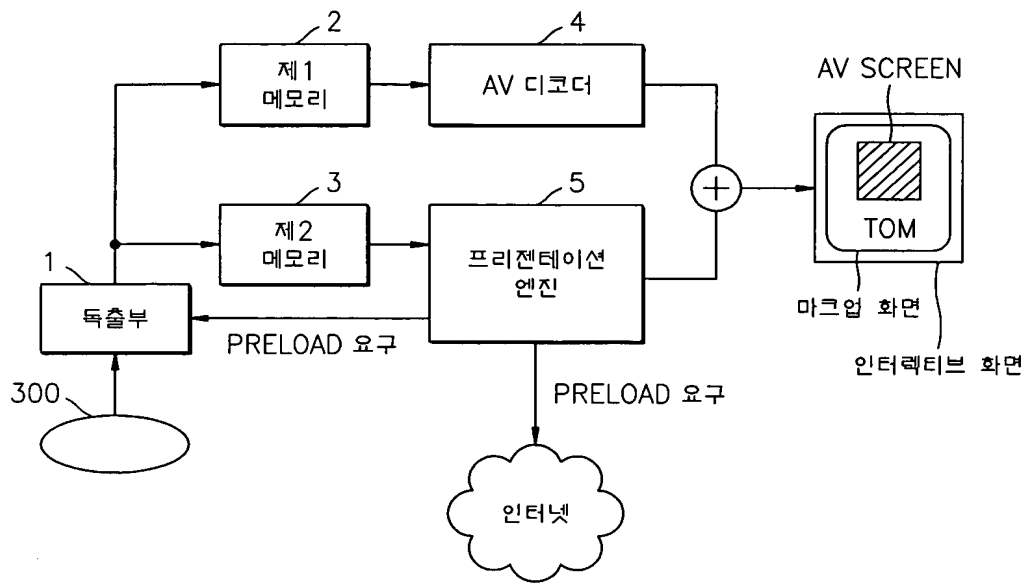 2
4
제1
메모리
AV 디코더
AV SCREEN
3
5
제2
메모리
프리젠테이션
엔진
TOM
1
독출부
PRELOAD 요구
마크업 화면
인터렉티브 화면
300
PRELOAD 요구
인터넷